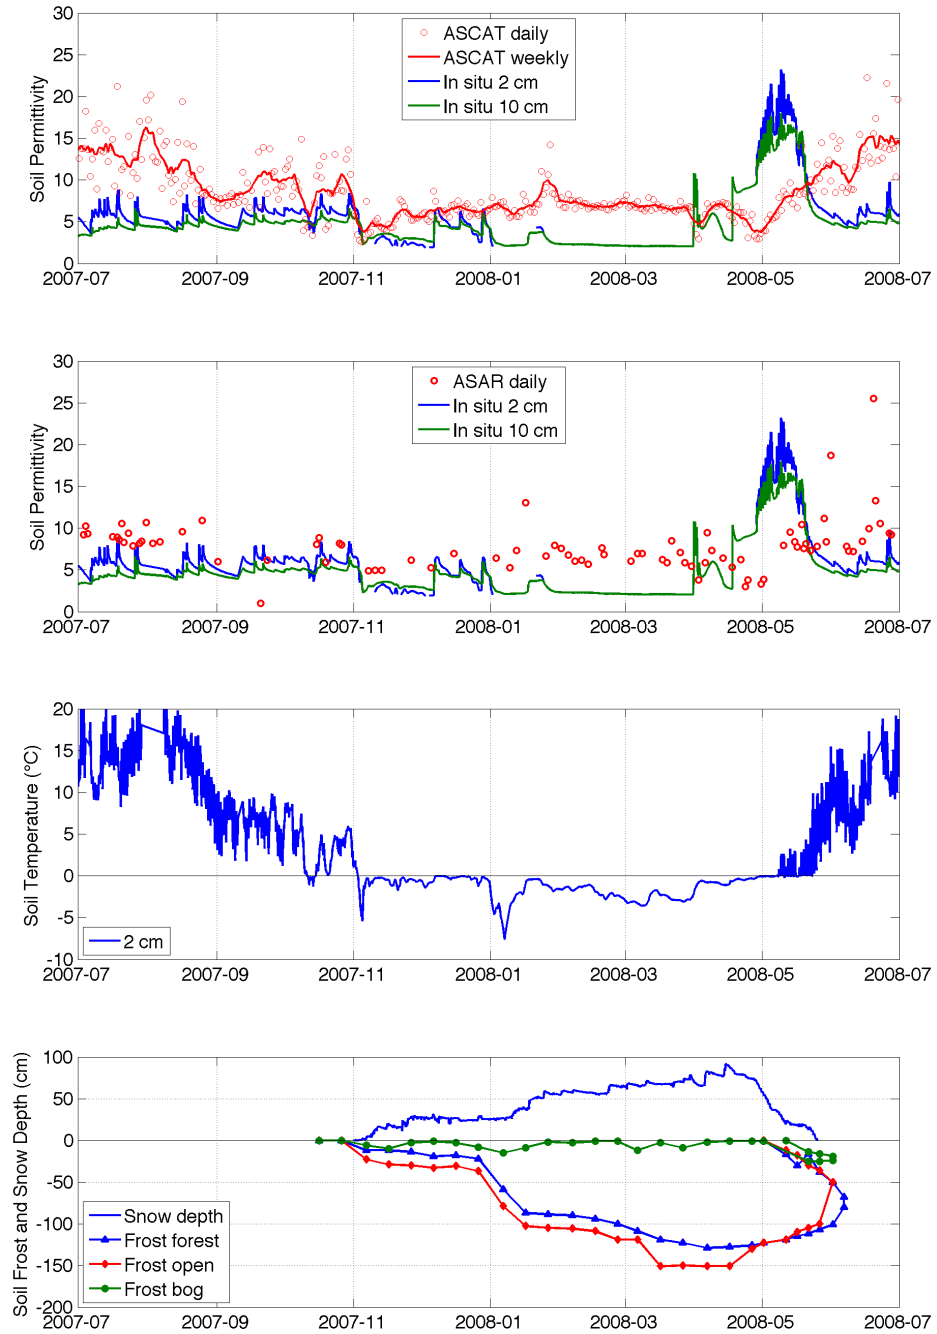 30
25
20
15
10
5
0
Soil Permittivity
ASCAT daily
ASCAT weekly
In situ 2 cm
In situ 10 cm
2007-07 2007-09 2007-11 2008-01 2008-03 2008-05 2008-07
30
25
20
15
10
5
0
Soil Permittivity
ASAR daily
In situ 2 cm
In situ 10 cm
2007-07 2007-09 2007-11 2008-01 2008-03 2008-05 2008-07
20
15
10
5
0
-5
-10
Soil Temperature (°C)
2 cm
2007-07 2007-09 2007-11 2008-01 2008-03 2008-05 2008-07
100
50
0
-50
-100
-150
-200
Soil Frost and Snow Depth (cm)
Snow depth
Frost forest
Frost open
Frost bog
2007-07 2007-09 2007-11 2008-01 2008-03 2008-05 2008-07